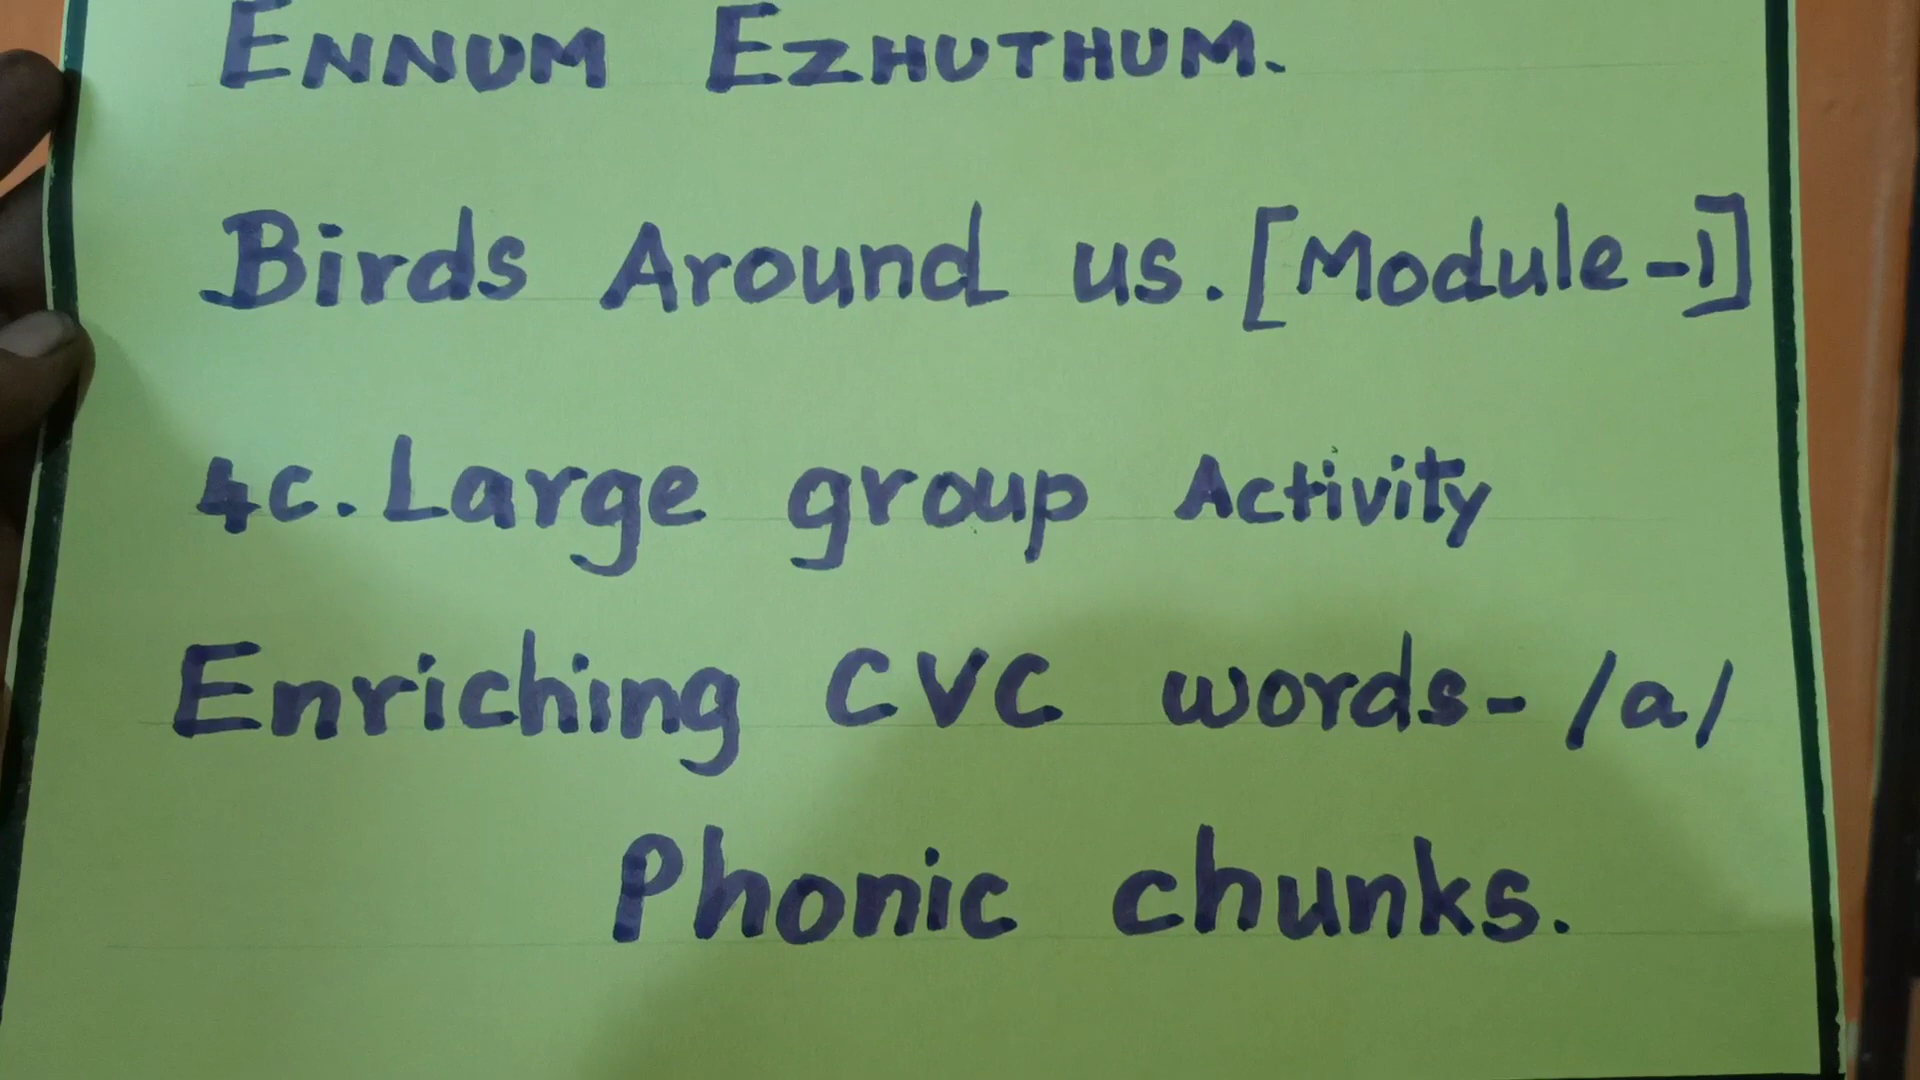 ENNUM EZHUTHUM.
Birds Around us. [Module-1]
4c. Large group Activity
Enriching CVC words- /a/
Phonic chunks.